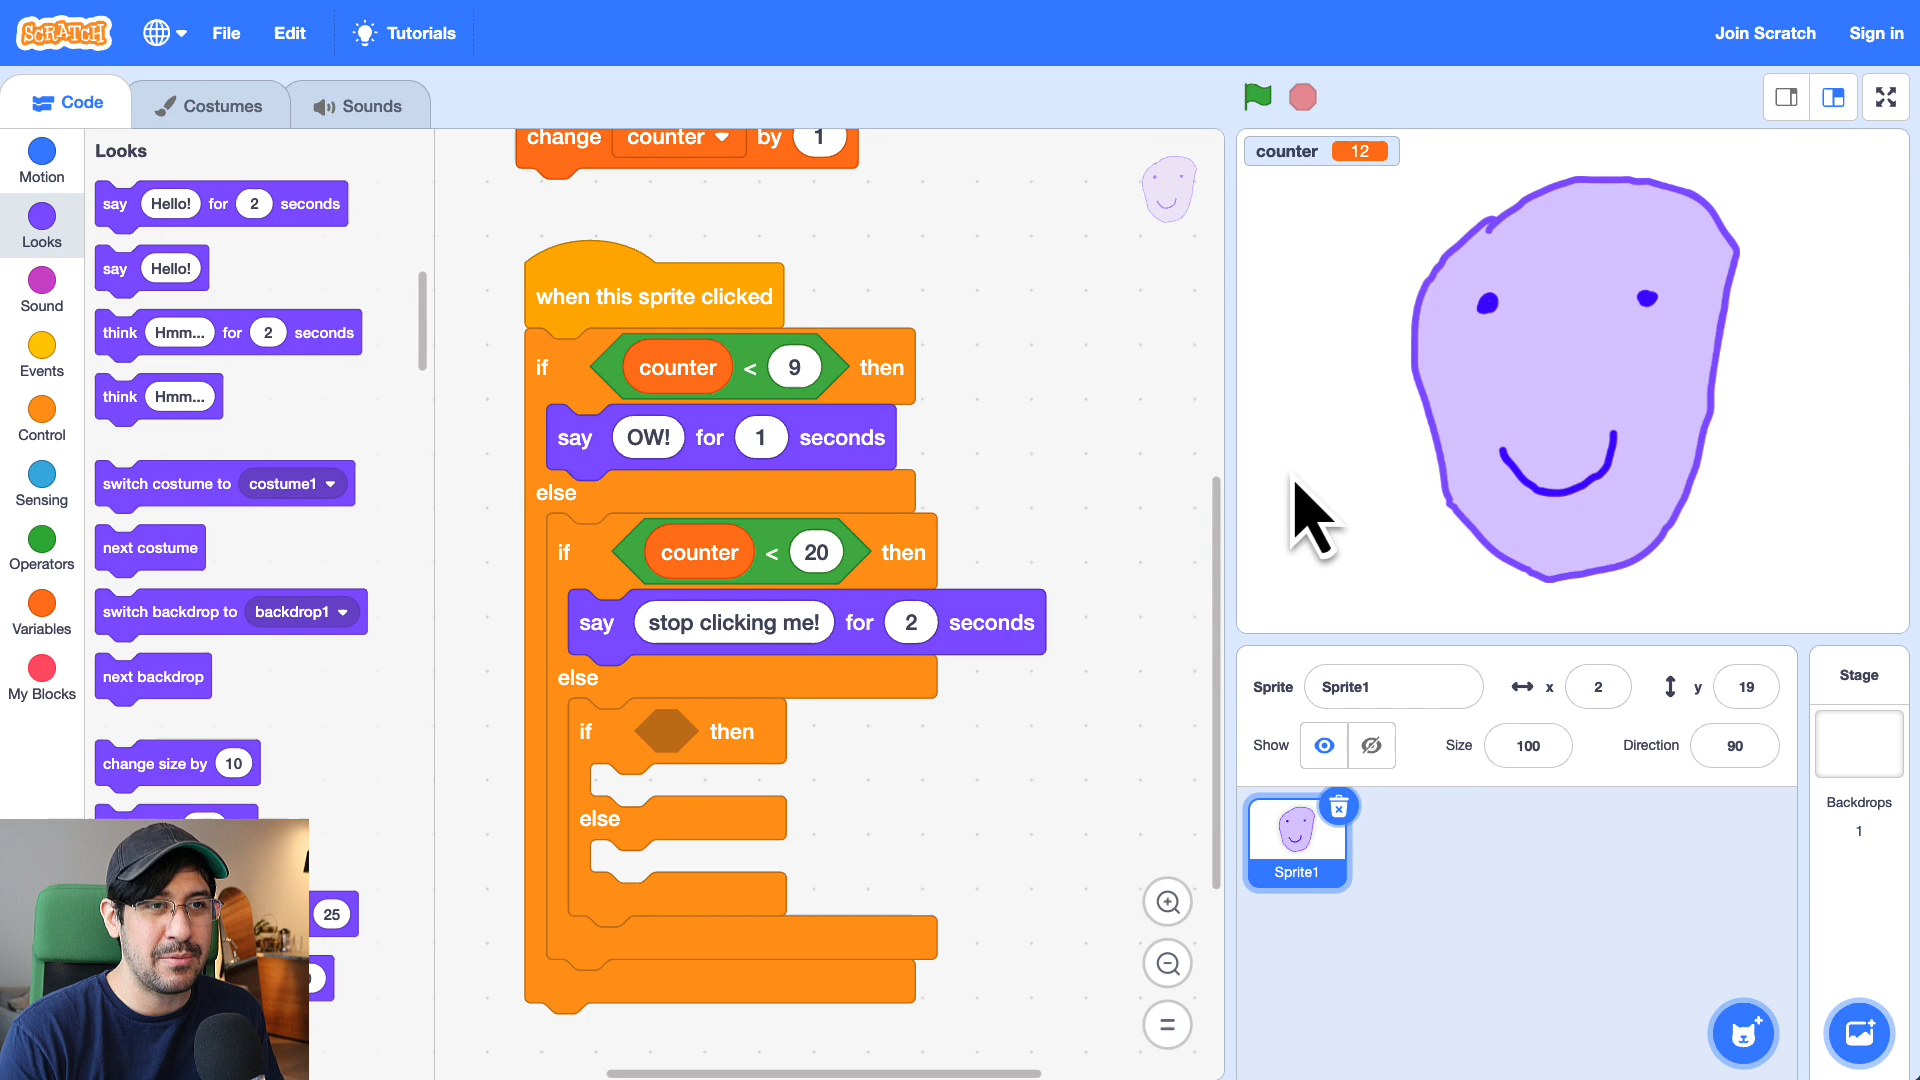 SCRATCH File Edit Tutorials Join Scratch Sign in
Code Costumes Sounds
Motion
Looks
Sound
Events
Control
Sensing
Operators
Variables
My Blocks
Looks
say Hello! for 2 seconds
say Hello!
think Hmm... for 2 seconds
think Hmm...
switch costume to costume1
next costume
switch backdrop to backdrop1
next backdrop
change size by 10
25
change counter by 1
when this sprite clicked
if counter < 9 then
say OW! for 1 seconds
else
if counter < 20 then
say stop clicking me! for 2 seconds
else
if then
else
=
counter 12
Sprite Sprite1 x 2 y 19
Show Size 100 Direction 90
Sprite1
Stage
Backdrops
1